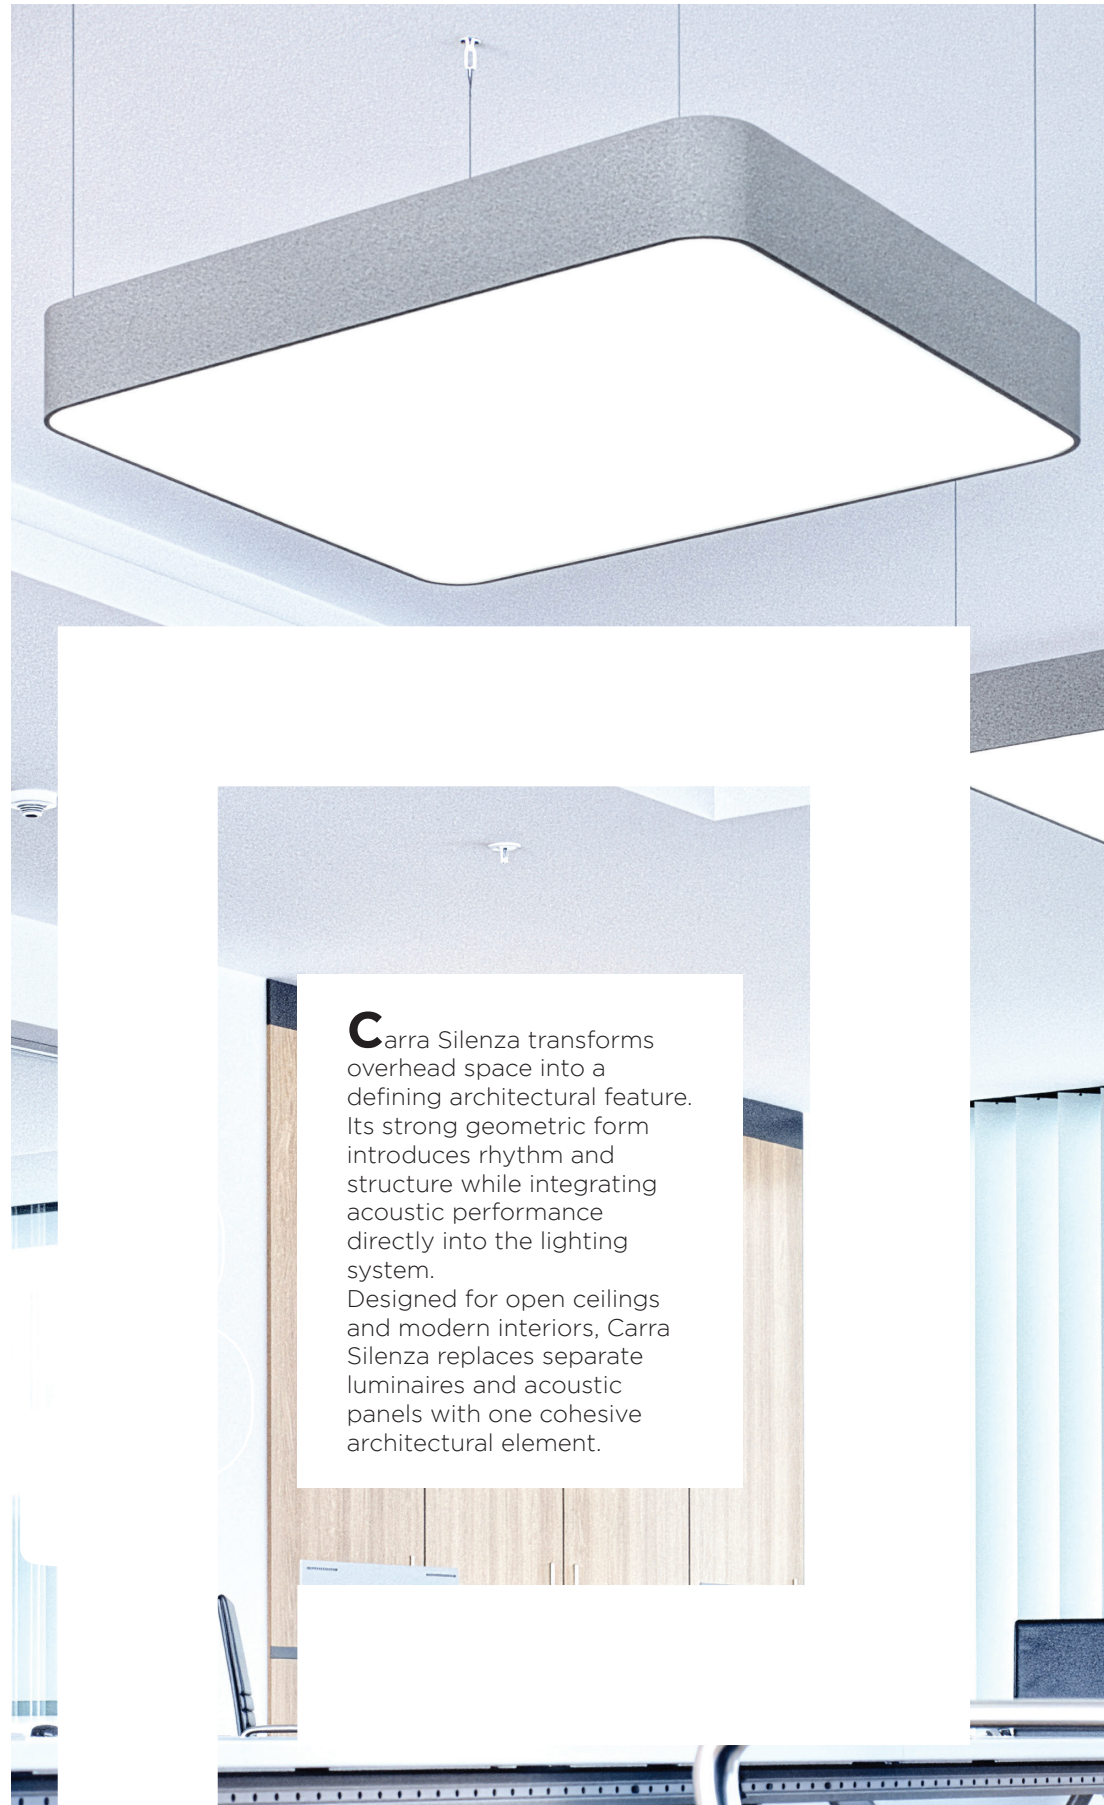 Carra Silenza transforms
overhead space into a
defining architectural feature.
Its strong geometric form
introduces rhythm and
structure while integrating
acoustic performance
directly into the lighting
system.
Designed for open ceilings
and modern interiors, Carra
Silenza replaces separate
luminaires and acoustic
panels with one cohesive
architectural element.